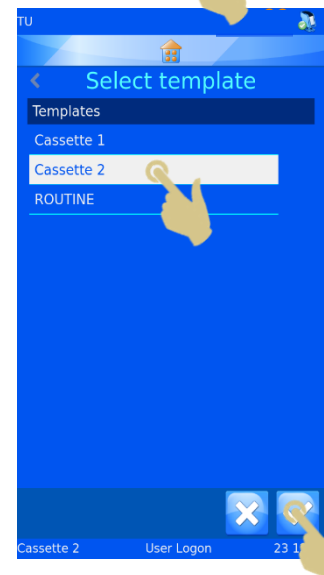 TU
Select template
Templates
Cassette 1
Cassette 2
ROUTINE
Cassette 2 User Logon 23